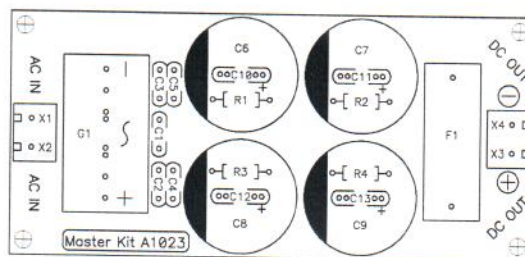 AC IN
X1
X2
AC IN
G1
C3
C5
C1
C2
C4
C6
C10
+
R1
C7
C11
+
R2
R3
C12
+
C8
R4
C13
+
C9
F1
DC OUT
−
X4
X3
+
DC OUT
− ~ +
Master Kit A1023